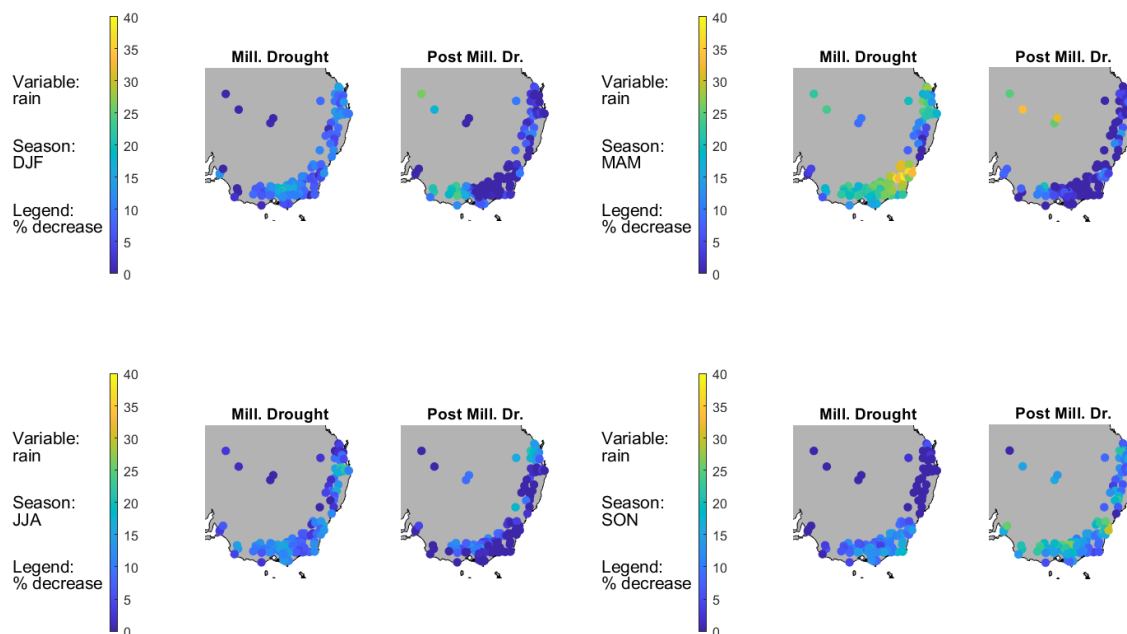 40
35
30
25
20
15
10
5
0
Variable:
rain
Season:
DJF
Legend:
% decrease
Mill. Drought
Post Mill. Dr.
40
35
30
25
20
15
10
5
0
Variable:
rain
Season:
MAM
Legend:
% decrease
Mill. Drought
Post Mill. Dr.
40
35
30
25
20
15
10
5
0
Variable:
rain
Season:
JJA
Legend:
% decrease
Mill. Drought
Post Mill. Dr.
40
35
30
25
20
15
10
5
0
Variable:
rain
Season:
SON
Legend:
% decrease
Mill. Drought
Post Mill. Dr.